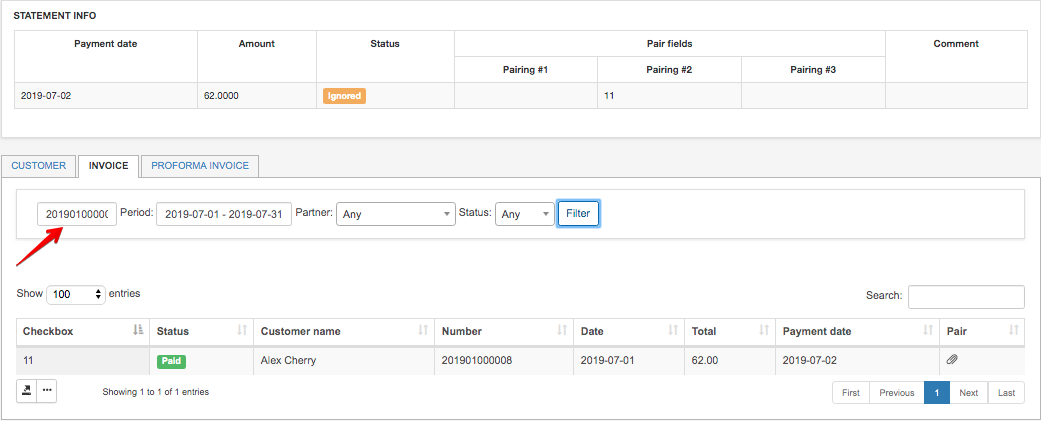 STATEMENT INFO
Payment date Amount Status Pair fields Comment
Pairing #1 Pairing #2 Pairing #3
2019-07-02 62.0000 Ignored 11
CUSTOMER INVOICE PROFORMA INVOICE
20190100000 Period: 2019-07-01 - 2019-07-31 Partner: Any Status: Any Filter
Show 100 entries Search:
Checkbox Status Customer name Number Date Total Payment date Pair
11 Paid Alex Cherry 201901000008 2019-07-01 62.00 2019-07-02
... Showing 1 to 1 of 1 entries First Previous 1 Next Last